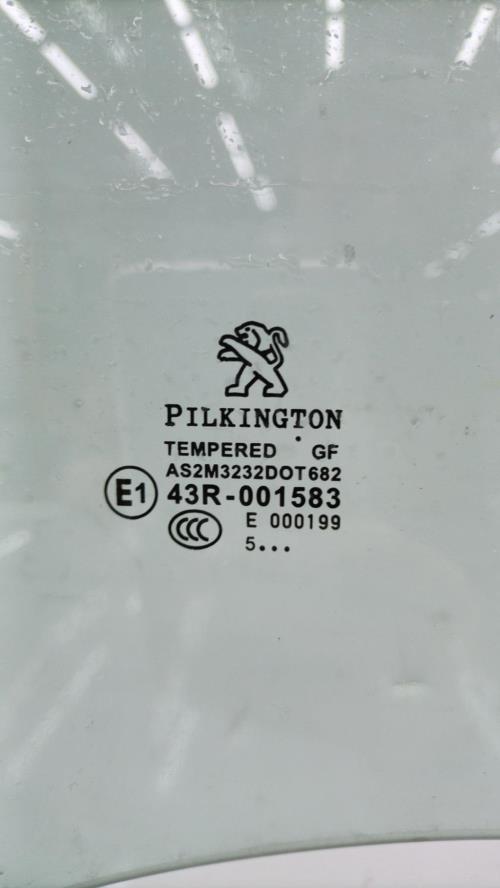 PILKINGTON
TEMPERED GF
AS2M3232DOT682
E1 43R-001583
CCC E 000199
5...